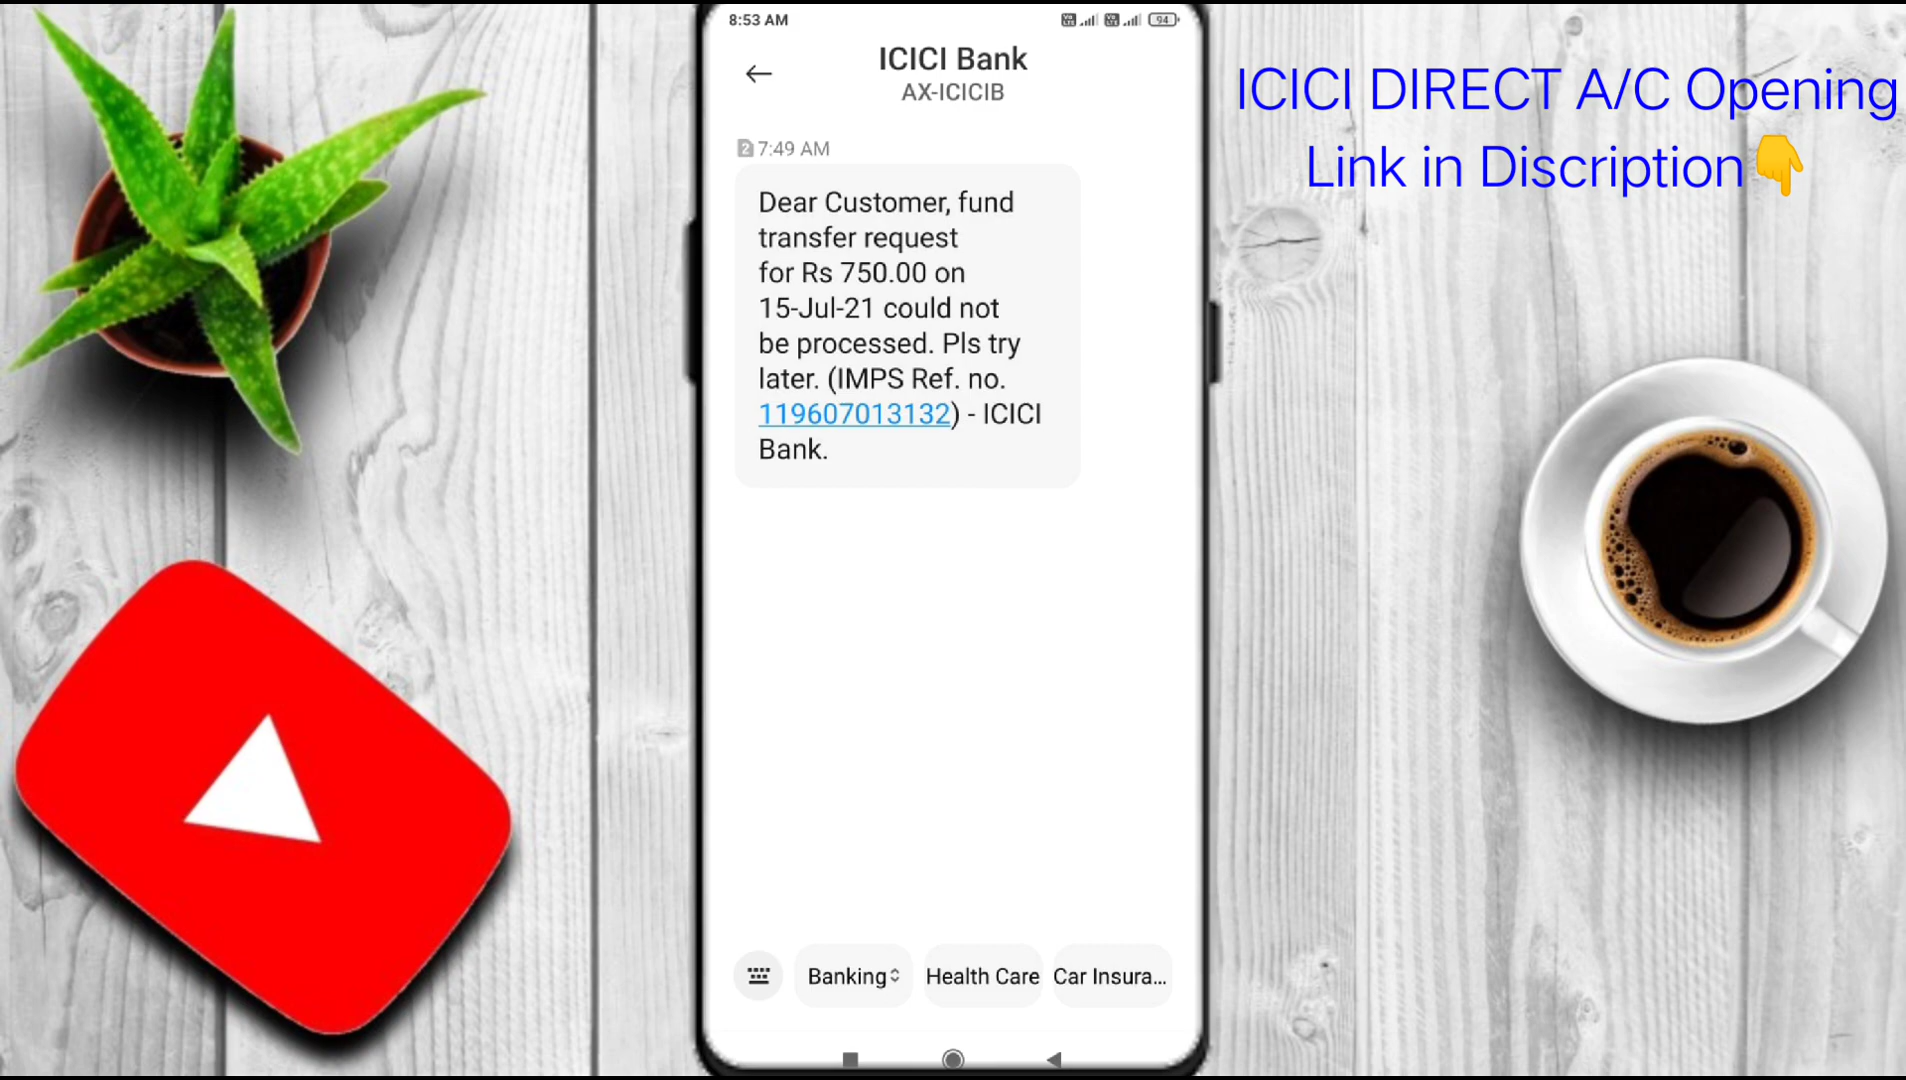 8:53 AM
94
ICICI Bank
AX-ICICIB
2 7:49 AM
Dear Customer, fund
transfer request
for Rs 750.00 on
15-Jul-21 could not
be processed. Pls try
later. (IMPS Ref. no.
119607013132) - ICICI
Bank.
Banking
Health Care
Car Insura...
ICICI DIRECT A/C Opening
Link in Discription👇